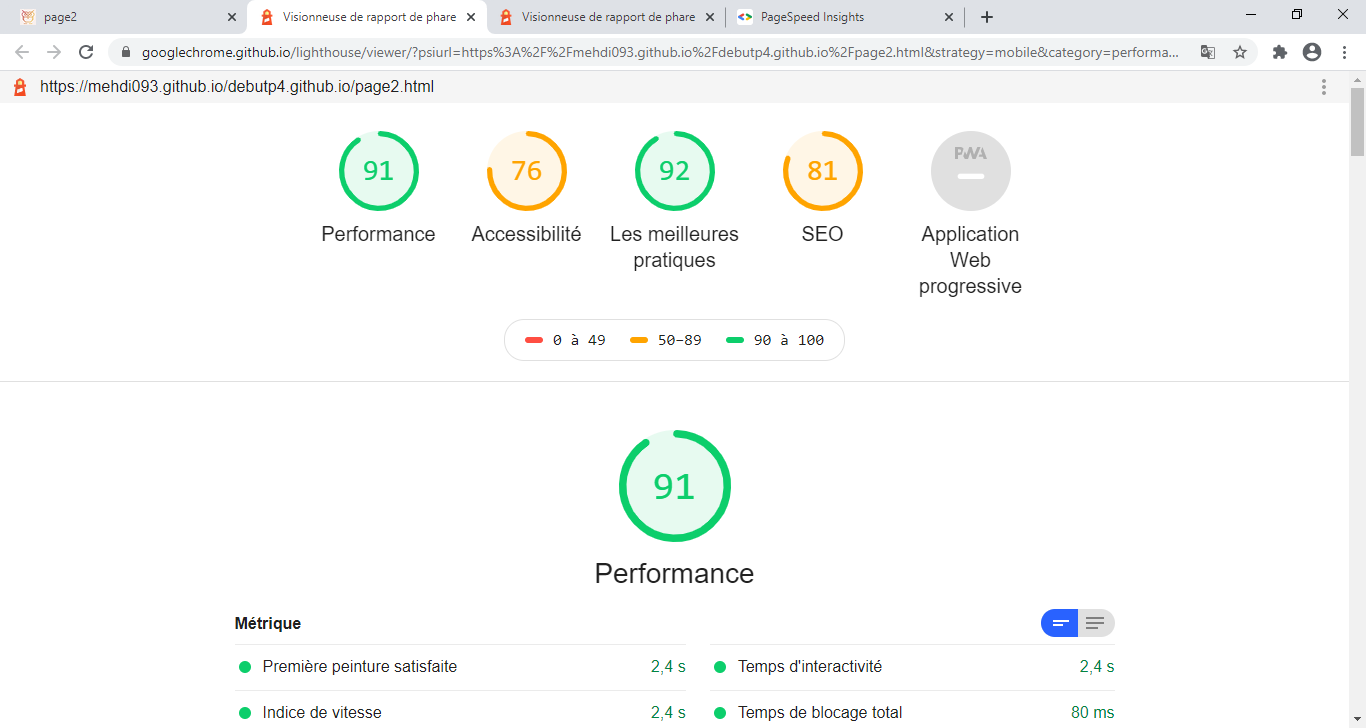 page2
Visionneuse de rapport de phare
Visionneuse de rapport de phare
PageSpeed Insights
googlechrome.github.io/lighthouse/viewer/?psiurl=https%3A%2F%2Fmehdi093.github.io%2Fdebutp4.github.io%2Fpage2.html&strategy=mobile&category=performa...
https://mehdi093.github.io/debutp4.github.io/page2.html
91
76
92
81
PWA
Performance
Accessibilité
Les meilleures
pratiques
SEO
Application
Web
progressive
0 à 49
50–89
90 à 100
91
Performance
Métrique
Première peinture satisfaite 2,4 s
Temps d'interactivité 2,4 s
Indice de vitesse 2,4 s
Temps de blocage total 80 ms